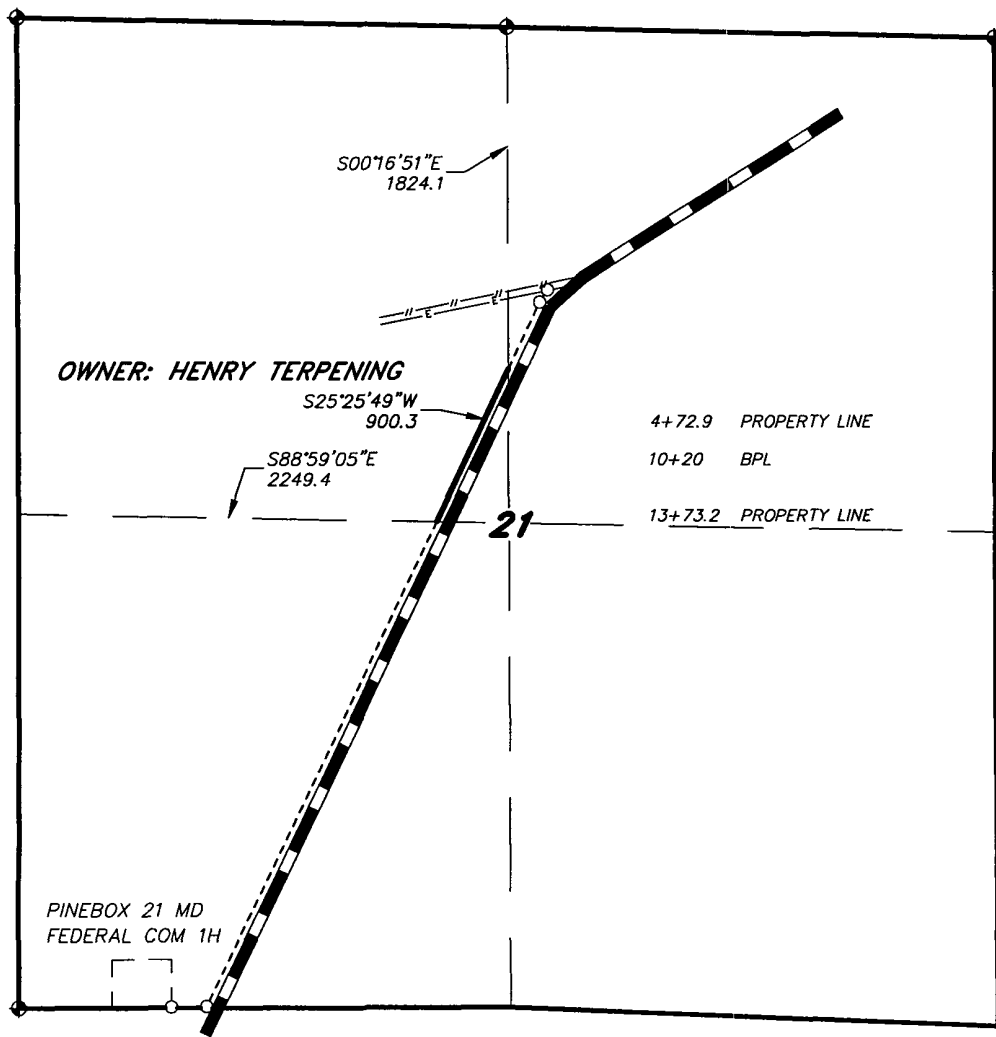 S00°16'51"E
1824.1
"
"
"
E
E
OWNER: HENRY TERPENING
S25°25'49"W
900.3
4+72.9 PROPERTY LINE
S88°59'05"E
2249.4
10+20 BPL
13+73.2 PROPERTY LINE
21
PINEBOX 21 MD
FEDERAL COM 1H